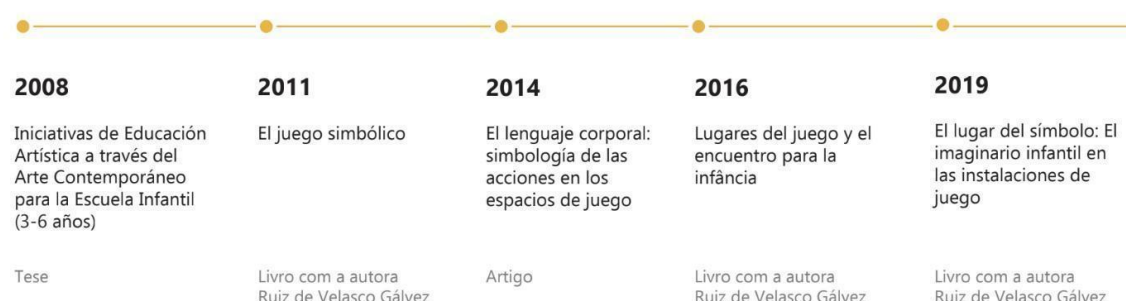 2008
Iniciativas de Educación
Artística a través del
Arte Contemporáneo
para la Escuela Infantil
(3-6 años)
Tese
2011
El juego simbólico
Livro com a autora
Ruiz de Velasco Gálvez
2014
El lenguaje corporal:
simbología de las
acciones en los
espacios de juego
Artigo
2016
Lugares del juego y el
encuentro para la
infância
Livro com a autora
Ruiz de Velasco Gálvez
2019
El lugar del símbolo: El
imaginario infantil en
las instalaciones de
juego
Livro com a autora
Ruiz de Velasco Gálvez